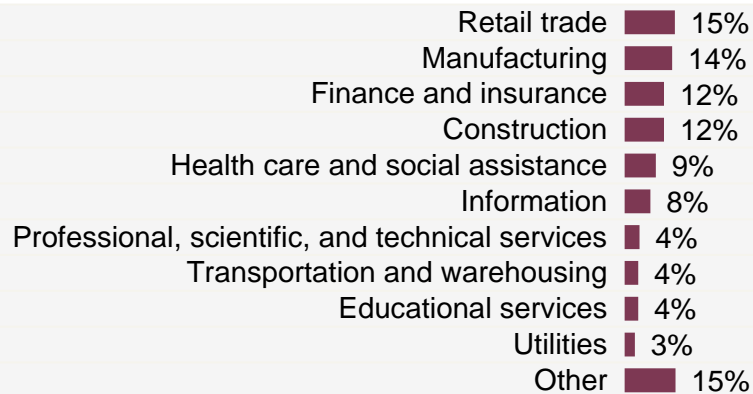 Retail trade 15%
Manufacturing 14%
Finance and insurance 12%
Construction 12%
Health care and social assistance 9%
Information 8%
Professional, scientific, and technical services 4%
Transportation and warehousing 4%
Educational services 4%
Utilities 3%
Other 15%